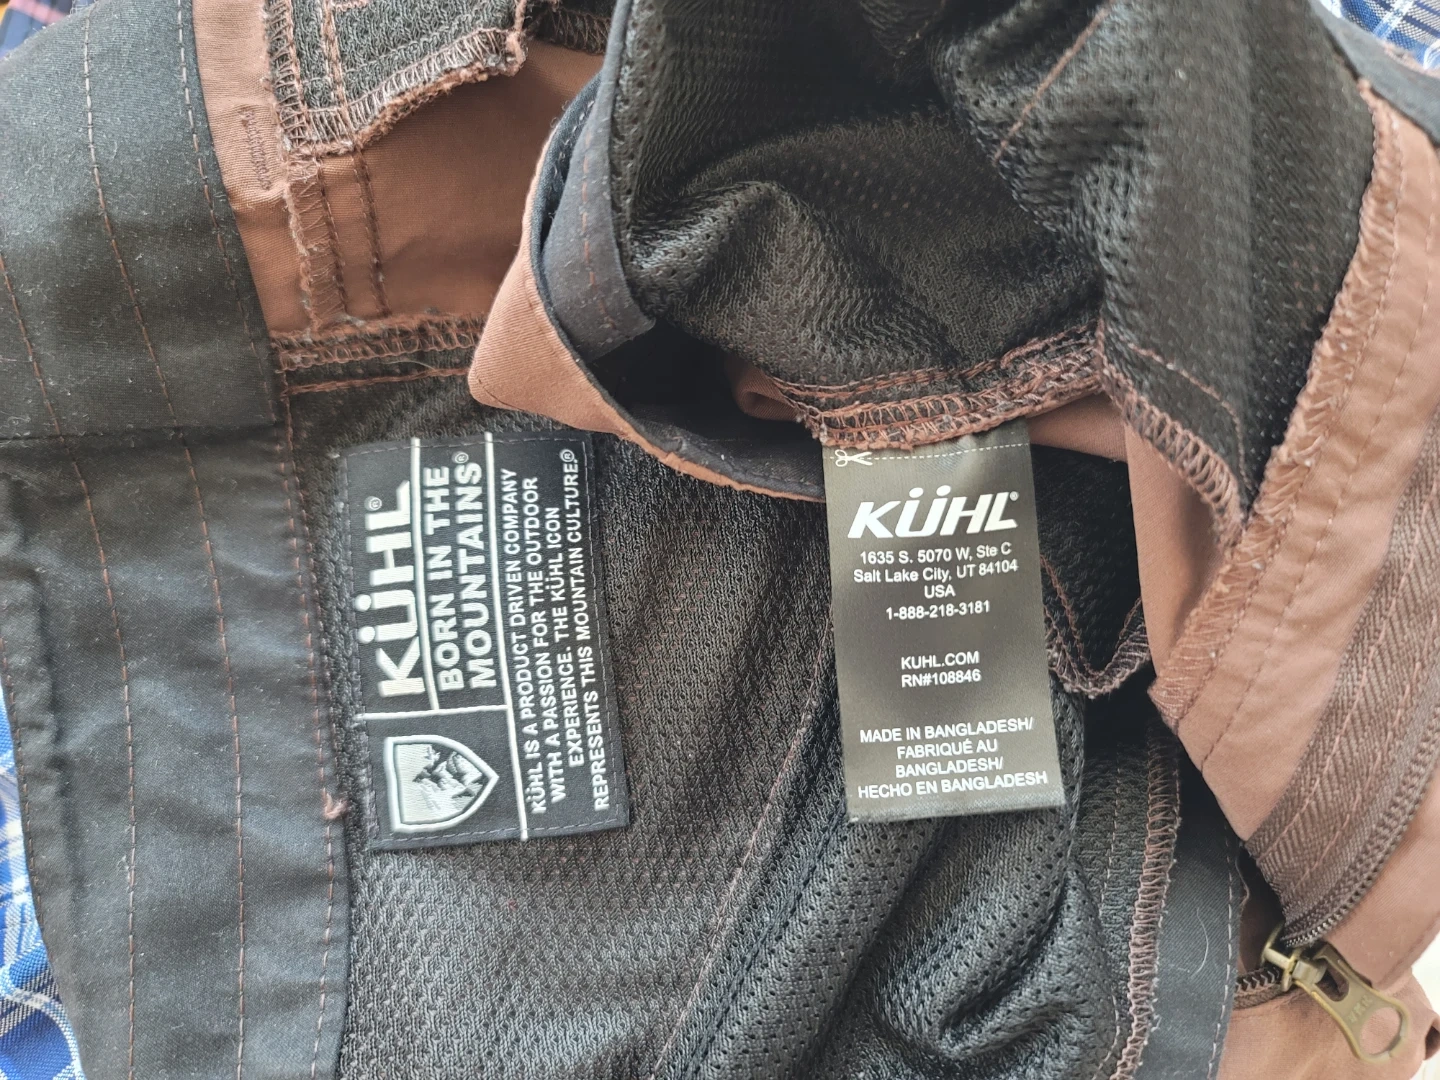 KÜHL®
BORN IN THE
MOUNTAINS®
KÜHL IS A PRODUCT DRIVEN COMPANY
WITH A PASSION FOR THE OUTDOOR
EXPERIENCE. THE KÜHL ICON
REPRESENTS THIS MOUNTAIN CULTURE®
KÜHL®
1635 S. 5070 W, Ste C
Salt Lake City, UT 84104
USA
1-888-218-3181
KUHL.COM
RN#108846
MADE IN BANGLADESH/
FABRIQUÉ AU
BANGLADESH/
HECHO EN BANGLADESH